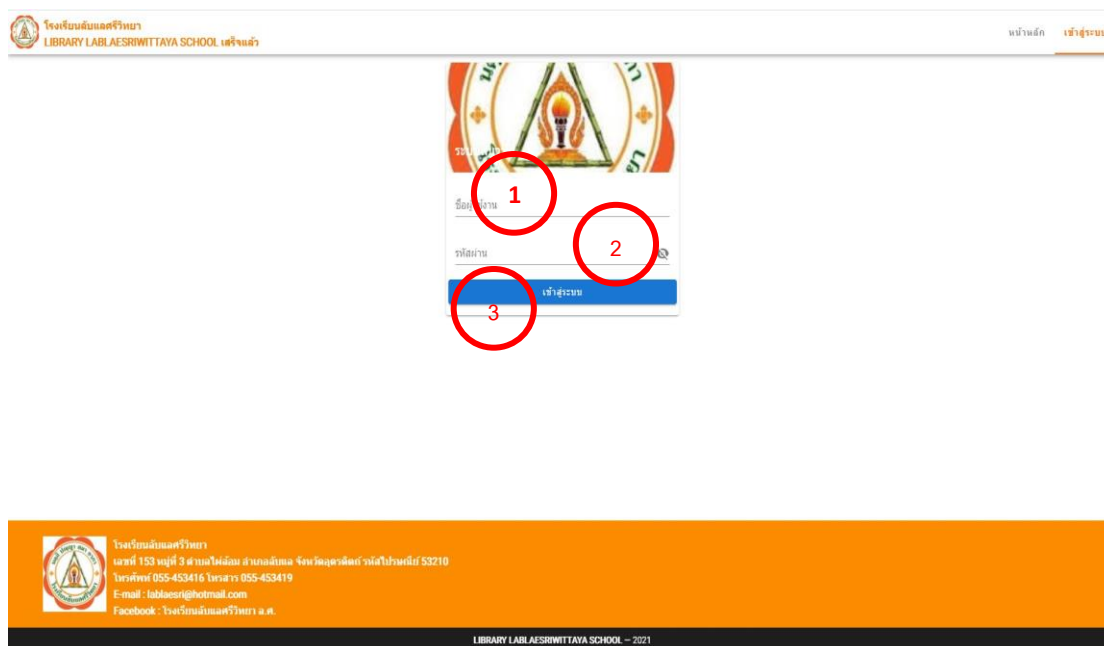 โรงเรียนลับแลศรีวิทยา
LIBRARY LABLAESRIWITTAYA SCHOOL เสร็จแล้ว
หน้าหลัก เข้าสู่ระบบ
1
2
รหัสผ่าน
เข้าสู่ระบบ
3
โรงเรียนลับแลศรีวิทยา
เลขที่ 153 หมู่ที่ 3 ตำบลไผ่ล้อม อำเภอลับแล จังหวัดอุตรดิตถ์ รหัสไปรษณีย์ 53210
โทรศัพท์ 055-453416 โทรสาร 055-453419
E-mail : lablaesri@hotmail.com
Facebook : โรงเรียนลับแลศรีวิทยา อ.ศ.
LIBRARY LABLAESRIWITTAYA SCHOOL — 2021